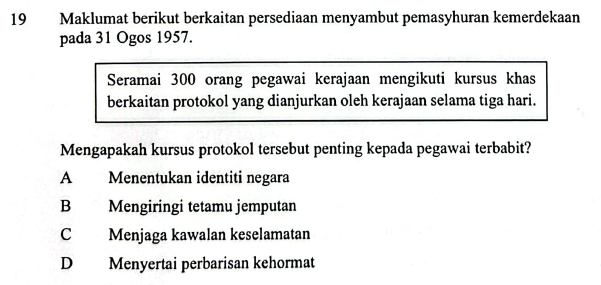 19 Maklumat berikut berkaitan persediaan menyambut pemasyhuran kemerdekaan
pada 31 Ogos 1957.
Seramai 300 orang pegawai kerajaan mengikuti kursus khas
berkaitan protokol yang dianjurkan oleh kerajaan selama tiga hari.
Mengapakah kursus protokol tersebut penting kepada pegawai terbabit?
A Menentukan identiti negara
B Mengiringi tetamu jemputan
C Menjaga kawalan keselamatan
D Menyertai perbarisan kehormat